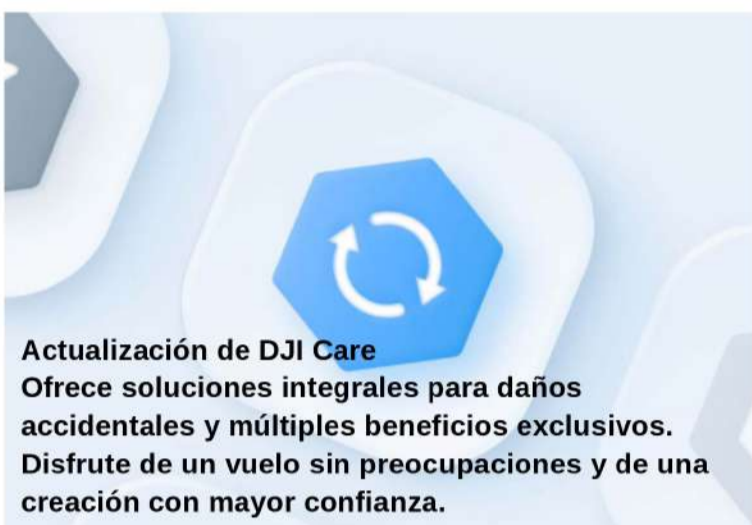 Actualización de DJI Care
Ofrece soluciones integrales para daños
accidentales y múltiples beneficios exclusivos.
Disfrute de un vuelo sin preocupaciones y de una
creación con mayor confianza.